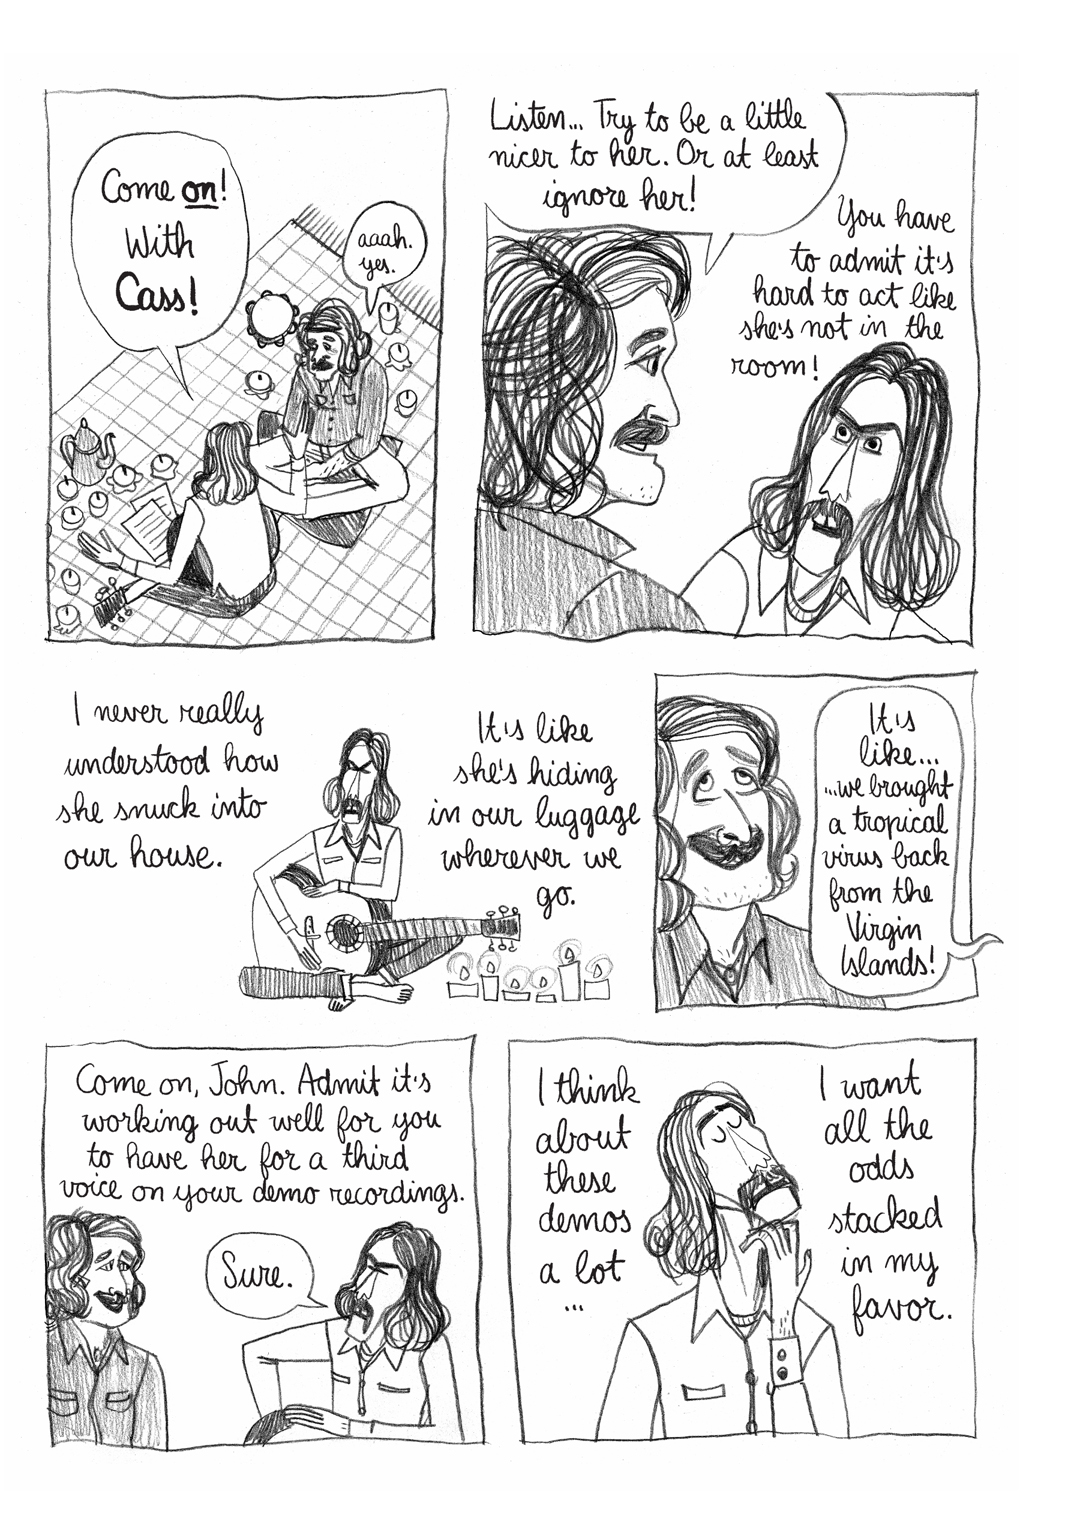 Come on!
With
Cass!
aaah.
yes.
Listen... Try to be a little
nicer to her. Or at least
ignore her!
You have
to admit it's
hard to act like
she's not in the
room!
I never really
understood how
she snuck into
our house.
It's like
she's hiding
in our luggage
wherever we
go.
It's
like...
...we brought
a tropical
virus back
from the
Virgin
Islands!
Come on, John. Admit it's
working out well for you
to have her for a third
voice on your demo recordings.
Sure.
I think
about
these
demos
a lot
...
I want
all the
odds
stacked
in my
favor.